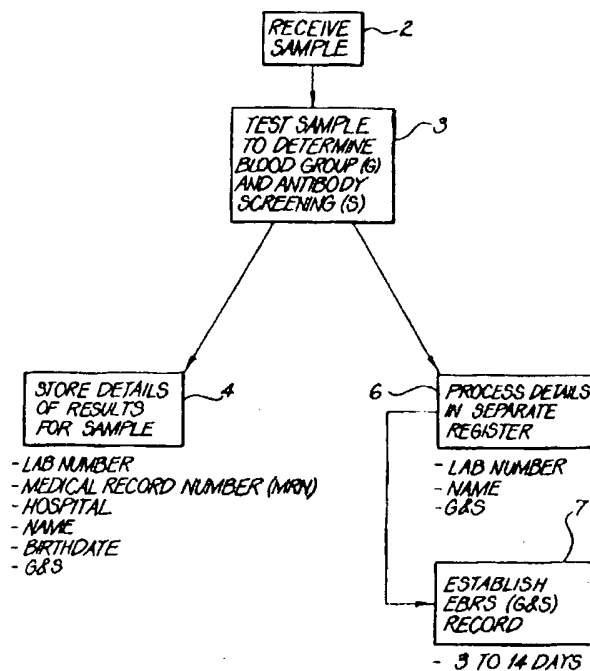 RECEIVE
SAMPLE
2
TEST SAMPLE
TO DETERMINE
BLOOD GROUP (G)
AND ANTIBODY
SCREENING (S)
3
STORE DETAILS
OF RESULTS
FOR SAMPLE
4
- LAB NUMBER
- MEDICAL RECORD NUMBER (MRN)
- HOSPITAL
- NAME
- BIRTHDATE
- G&S
6
PROCESS DETAILS
IN SEPARATE
REGISTER
- LAB NUMBER
- NAME
- G&S
7
ESTABLISH
EBRS (G&S)
RECORD
- 3 TO 14 DAYS